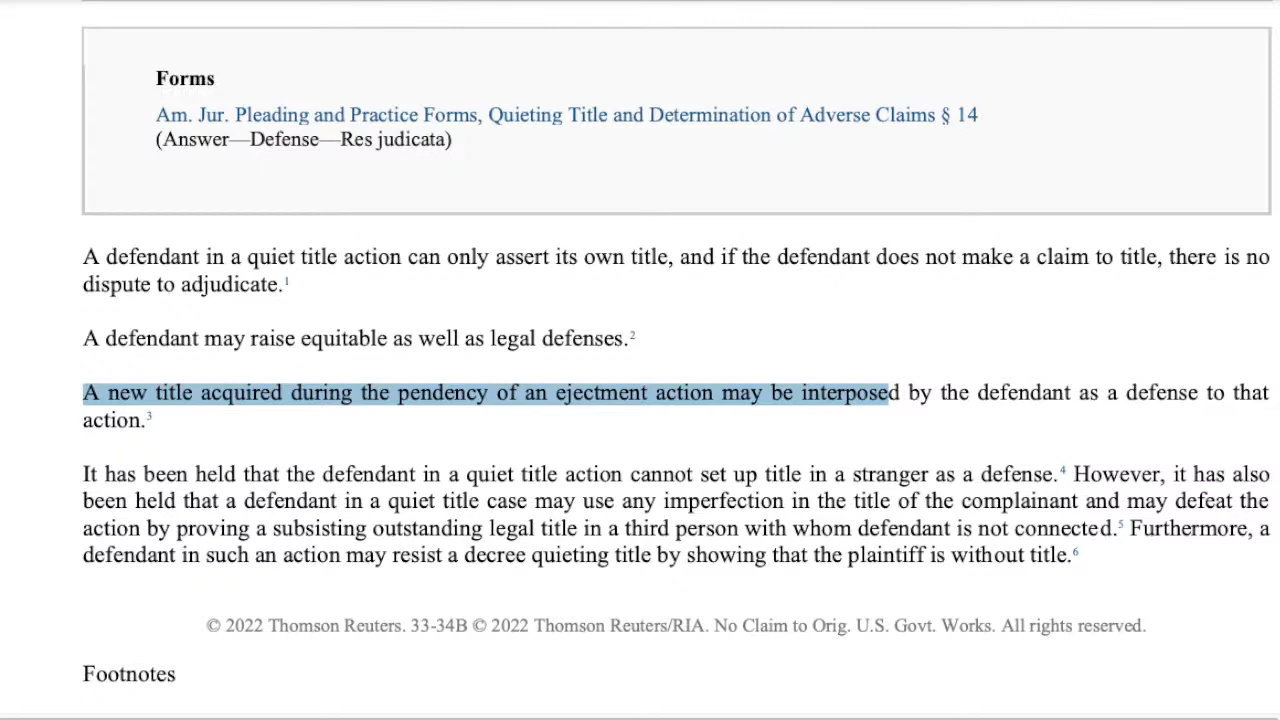 Forms
Am. Jur. Pleading and Practice Forms, Quieting Title and Determination of Adverse Claims § 14
(Answer—Defense—Res judicata)
A defendant in a quiet title action can only assert its own title, and if the defendant does not make a claim to title, there is no
dispute to adjudicate.1
A defendant may raise equitable as well as legal defenses.2
A new title acquired during the pendency of an ejectment action may be interposed by the defendant as a defense to that
action.3
It has been held that the defendant in a quiet title action cannot set up title in a stranger as a defense.4 However, it has also
been held that a defendant in a quiet title case may use any imperfection in the title of the complainant and may defeat the
action by proving a subsisting outstanding legal title in a third person with whom defendant is not connected.5 Furthermore, a
defendant in such an action may resist a decree quieting title by showing that the plaintiff is without title.6
© 2022 Thomson Reuters. 33-34B © 2022 Thomson Reuters/RIA. No Claim to Orig. U.S. Govt. Works. All rights reserved.
Footnotes